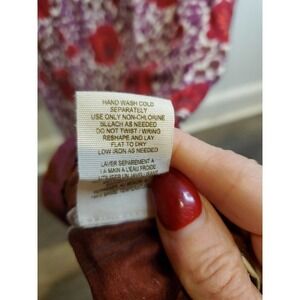 HAND WASH COLD
SEPARATELY
USE ONLY NON-CHLORINE
BLEACH AS NEEDED
DO NOT TWIST / WRING
RESHAPE AND LAY
FLAT TO DRY
LOW IRON AS NEEDED
LAVER SEPAREMENT A
LA MAIN A L'EAU FROIDE